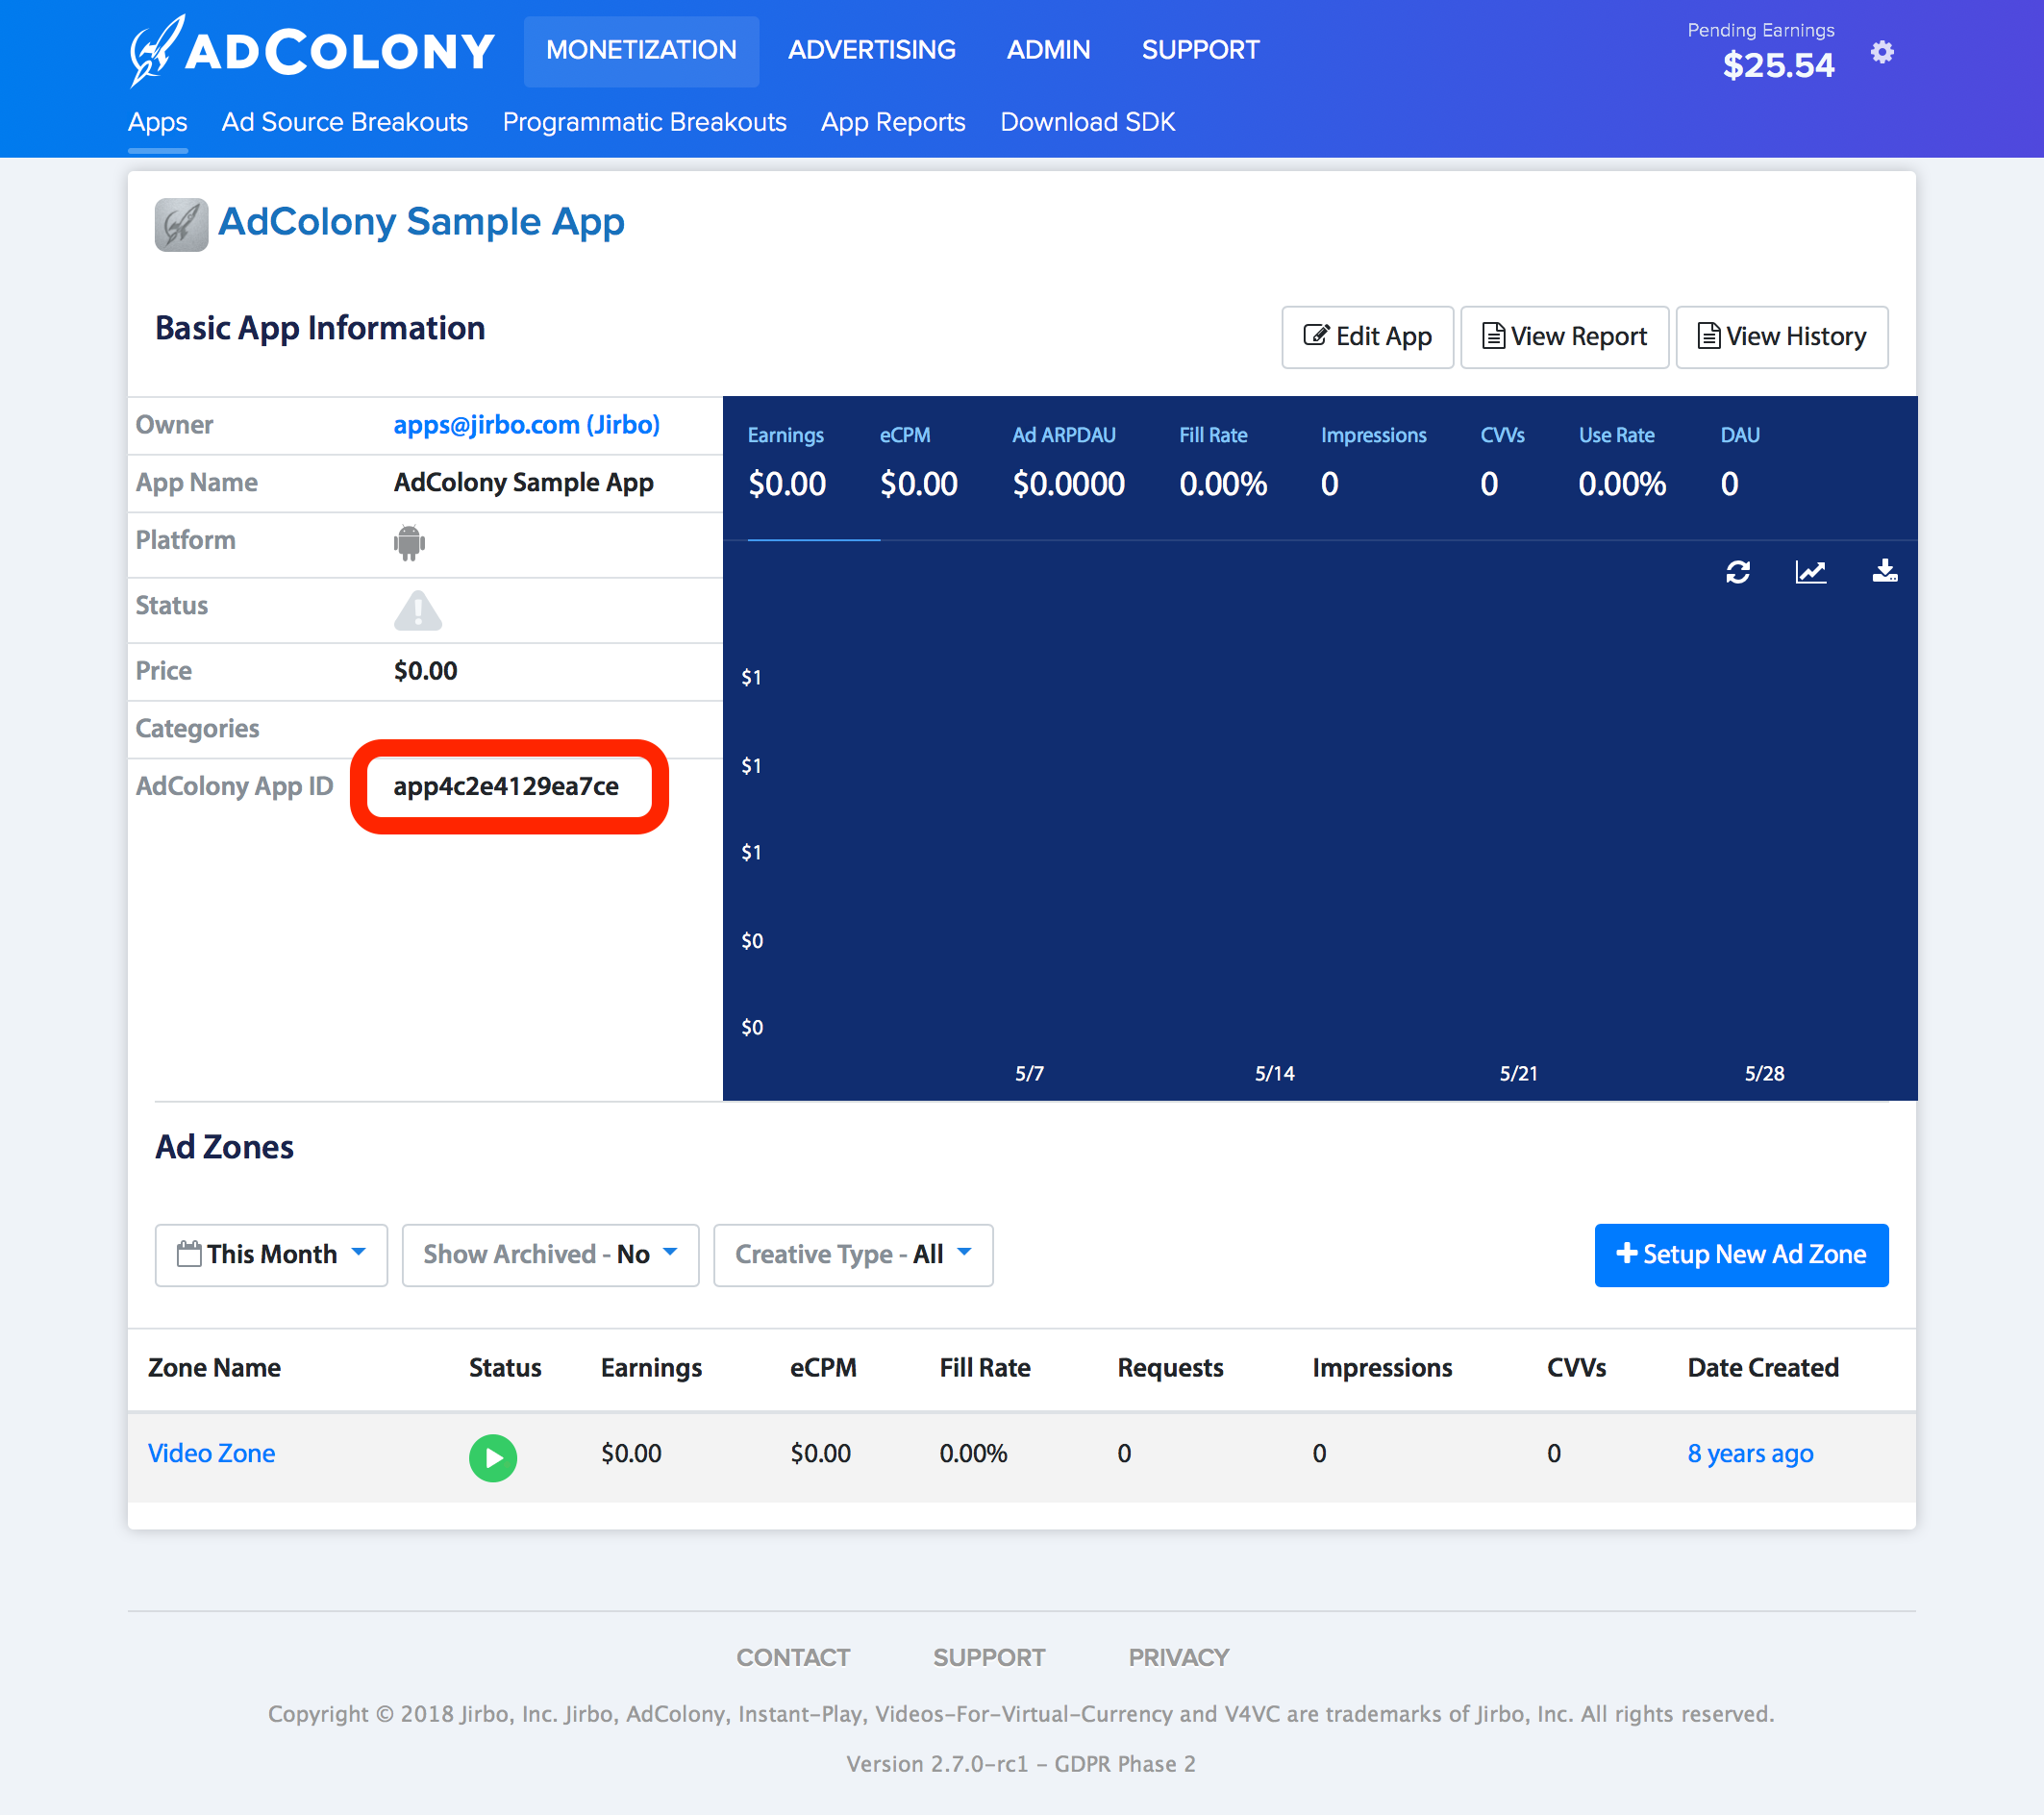 ADCOLONY MONETIZATION ADVERTISING ADMIN SUPPORT
Pending Earnings
$25.54
Apps Ad Source Breakouts Programmatic Breakouts App Reports Download SDK
AdColony Sample App
Basic App Information
Edit App View Report View History
Owner apps@jirbo.com (Jirbo)
App Name AdColony Sample App
Platform
Status
Price $0.00
Categories
AdColony App ID app4c2e4129ea7ce
Earnings eCPM Ad ARPDAU Fill Rate Impressions CVVs Use Rate DAU
$0.00 $0.00 $0.0000 0.00% 0 0 0.00% 0
$1
$1
$1
$0
$0
5/7 5/14 5/21 5/28
Ad Zones
This Month Show Archived - No Creative Type - All Setup New Ad Zone
Zone Name Status Earnings eCPM Fill Rate Requests Impressions CVVs Date Created
Video Zone $0.00 $0.00 0.00% 0 0 0 8 years ago
CONTACT SUPPORT PRIVACY
Copyright © 2018 Jirbo, Inc. Jirbo, AdColony, Instant-Play, Videos-For-Virtual-Currency and V4VC are trademarks of Jirbo, Inc. All rights reserved.
Version 2.7.0-rc1 – GDPR Phase 2